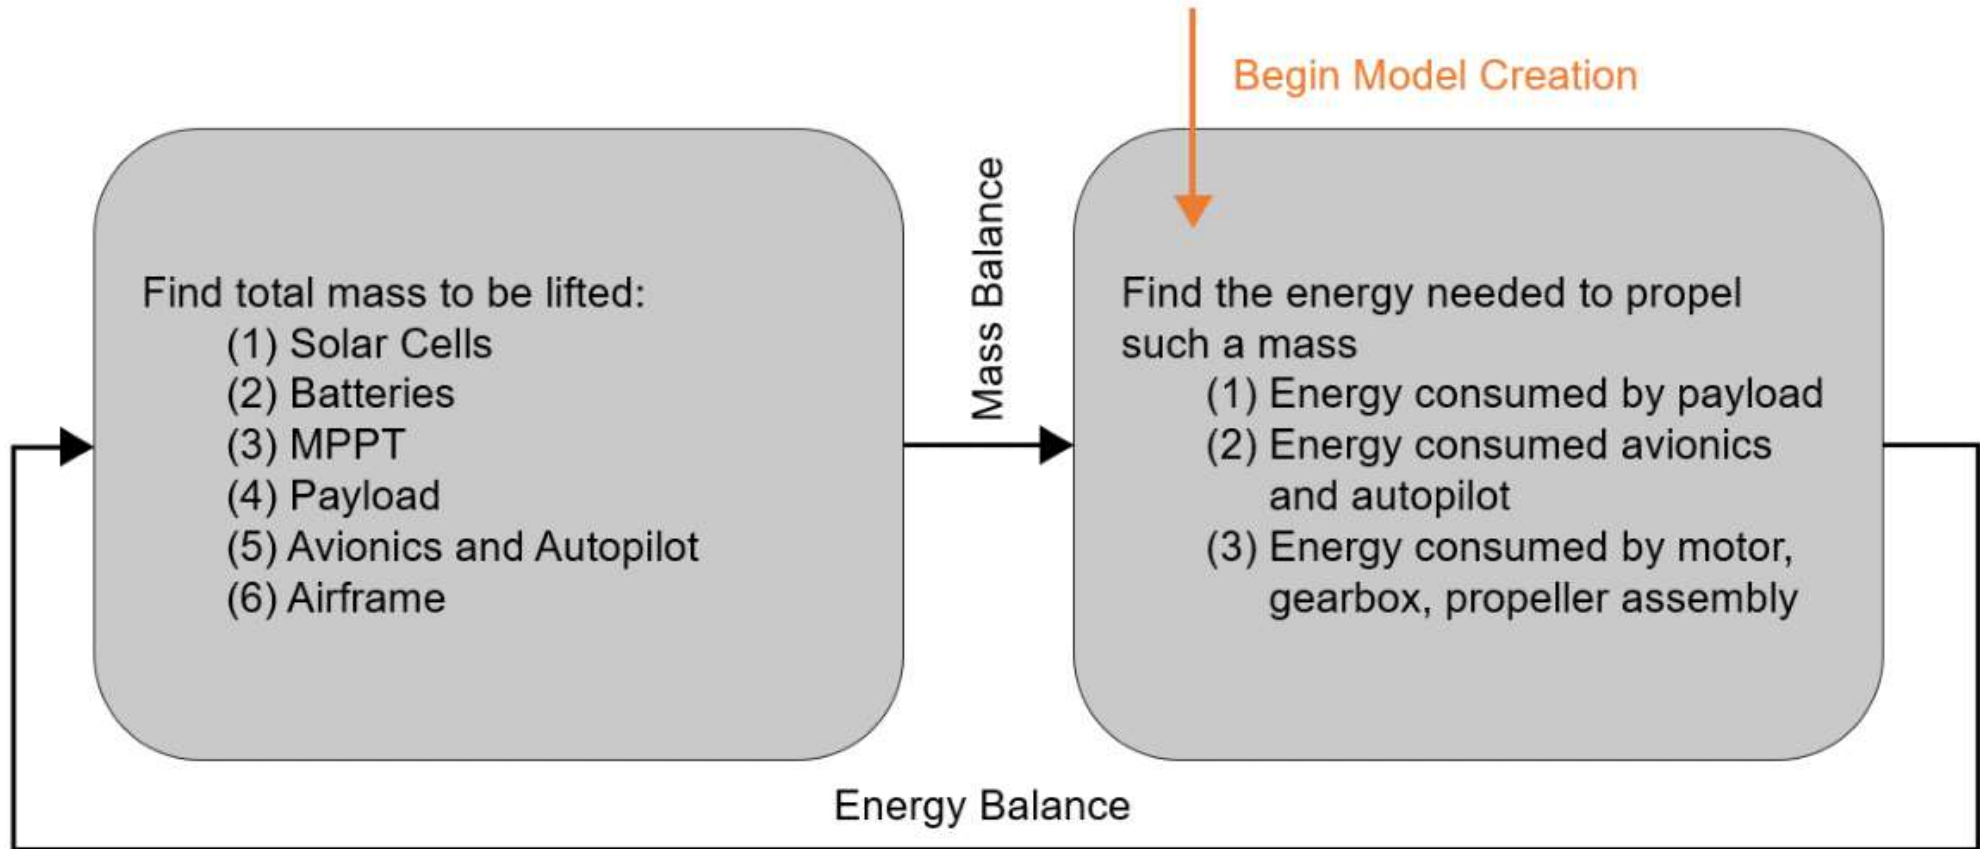 Begin Model Creation
Find total mass to be lifted:
(1) Solar Cells
(2) Batteries
(3) MPPT
(4) Payload
(5) Avionics and Autopilot
(6) Airframe
Mass Balance
Find the energy needed to propel
such a mass
(1) Energy consumed by payload
(2) Energy consumed avionics
and autopilot
(3) Energy consumed by motor,
gearbox, propeller assembly
Energy Balance